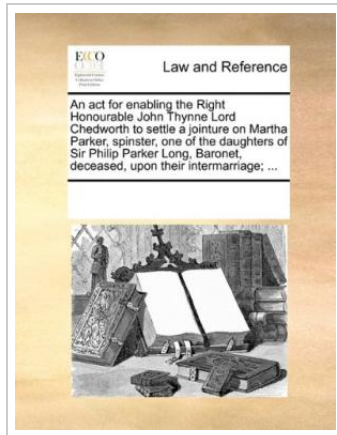 ECCO
Law and Reference
An act for enabling the Right
Honourable John Thynne Lord
Chedworth to settle a jointure on Martha
Parker, spinster, one of the daughters of
Sir Philip Parker Long, Baronet,
deceased, upon their intermarriage; ...